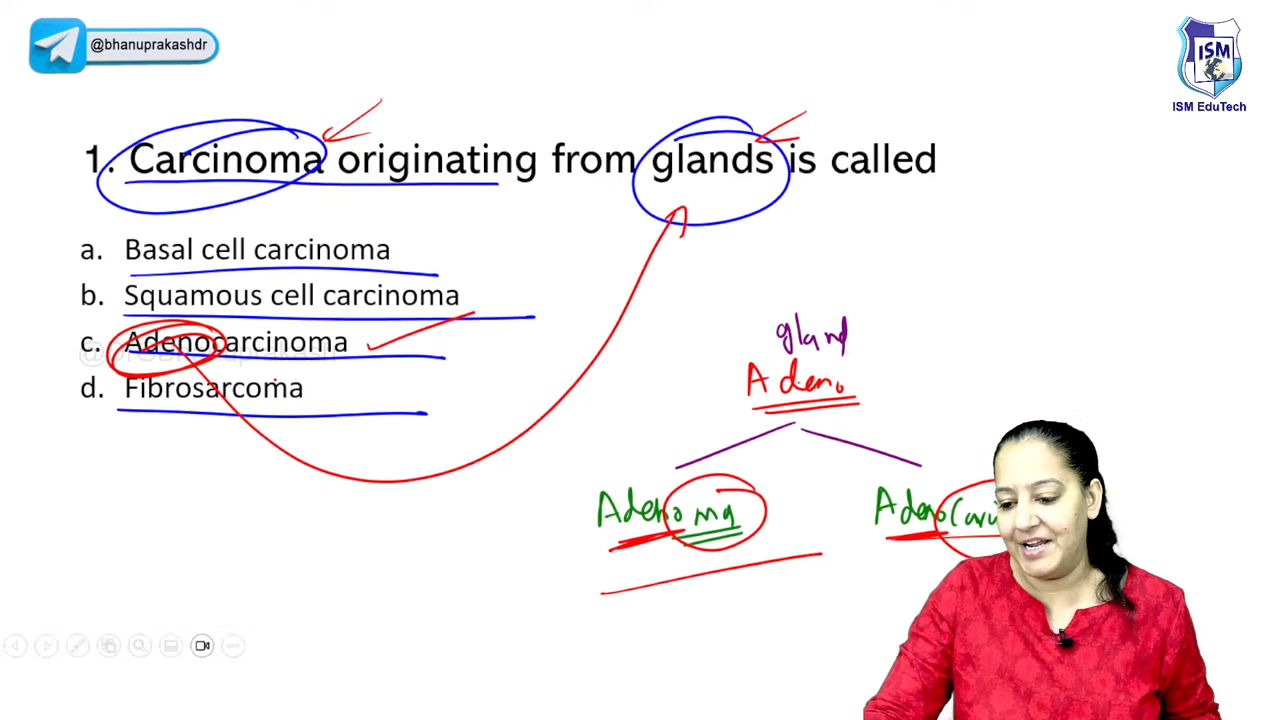 @bhanuprakashdr
ISM
ISM EduTech
1. Carcinoma originating from glands is called
a. Basal cell carcinoma
b. Squamous cell carcinoma
c. Adenocarcinoma
d. Fibrosarcoma
gland
Adeno
Adenoma
Adeno